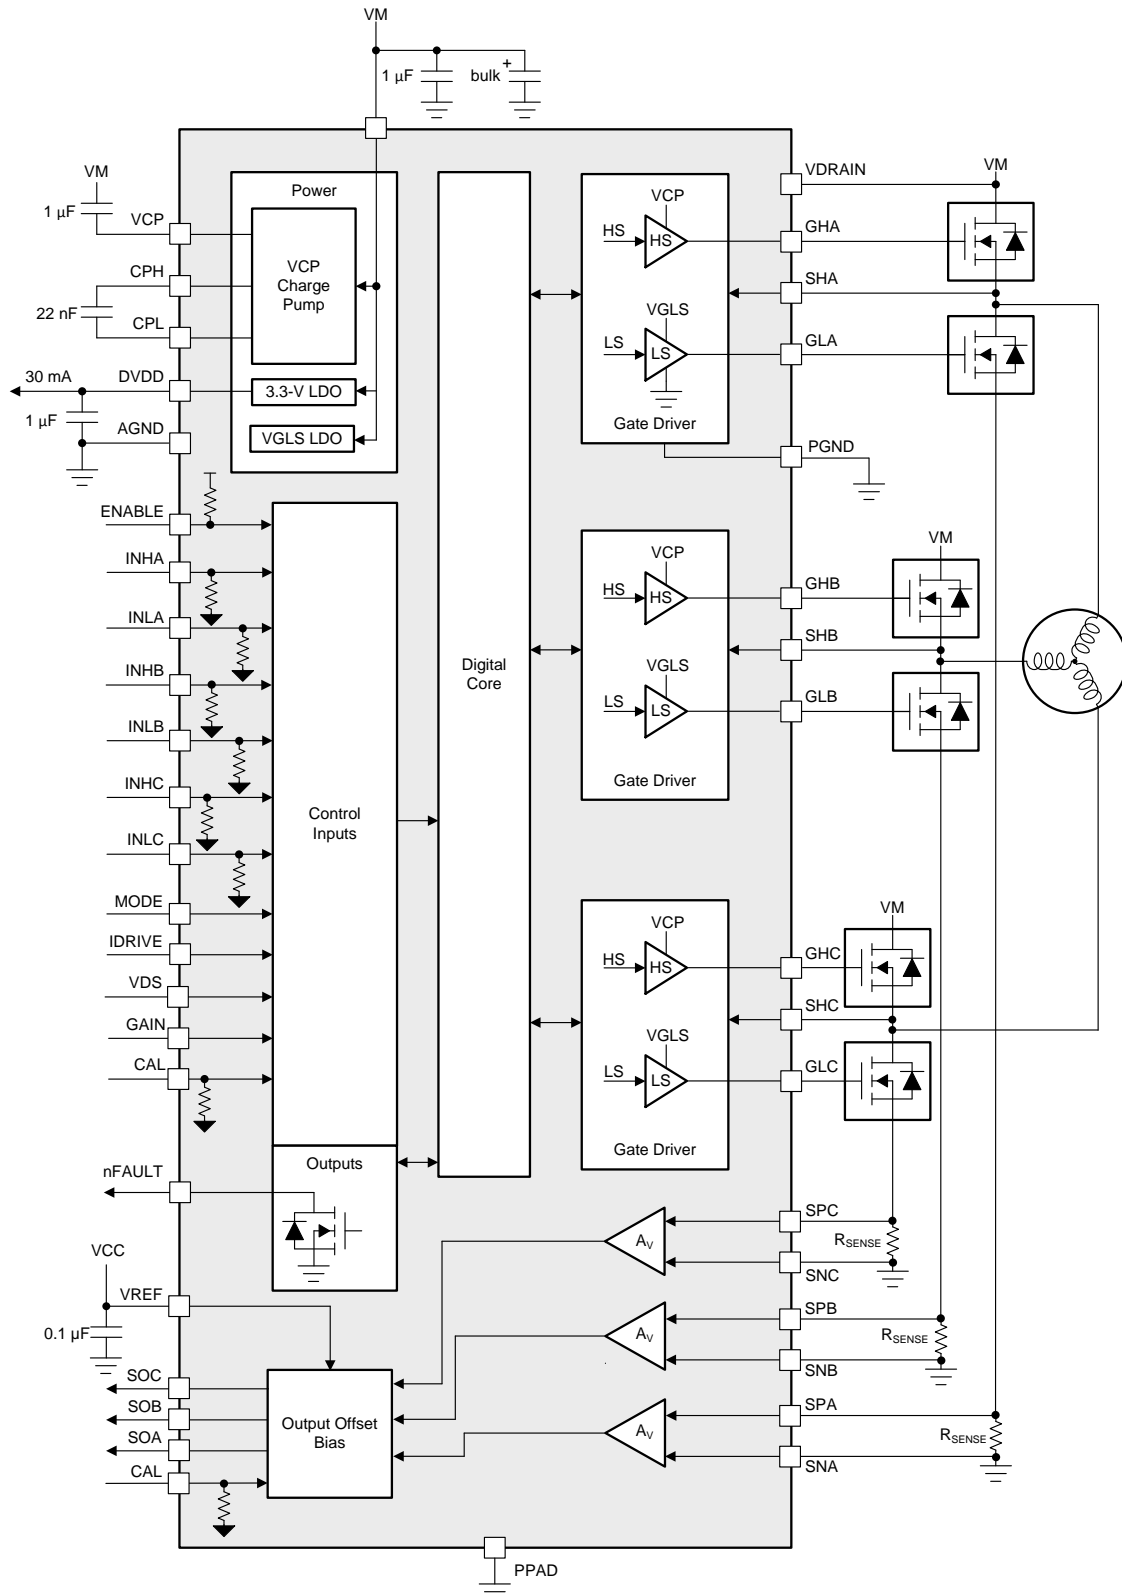 VM
1 µF
bulk
+
VM
1 µF
VCP
CPH
22 nF
CPL
30 mA
DVDD
1 µF
AGND
Power
VCP
Charge
Pump
3.3-V LDO
VGLS LDO
ENABLE
INHA
INLA
INHB
INLB
INHC
INLC
MODE
IDRIVE
VDS
GAIN
CAL
Control
Inputs
Digital
Core
nFAULT
Outputs
VCC
VREF
0.1 µF
SOC
SOB
SOA
CAL
Output Offset
Bias
VCP
HS
HS
VGLS
LS
LS
Gate Driver
VDRAIN
VM
GHA
SHA
GLA
PGND
VCP
HS
HS
VGLS
LS
LS
Gate Driver
VM
GHB
SHB
GLB
VCP
HS
HS
VGLS
LS
LS
Gate Driver
VM
GHC
SHC
GLC
AV
SPC
RSENSE
SNC
AV
SPB
RSENSE
SNB
AV
SPA
RSENSE
SNA
PPAD